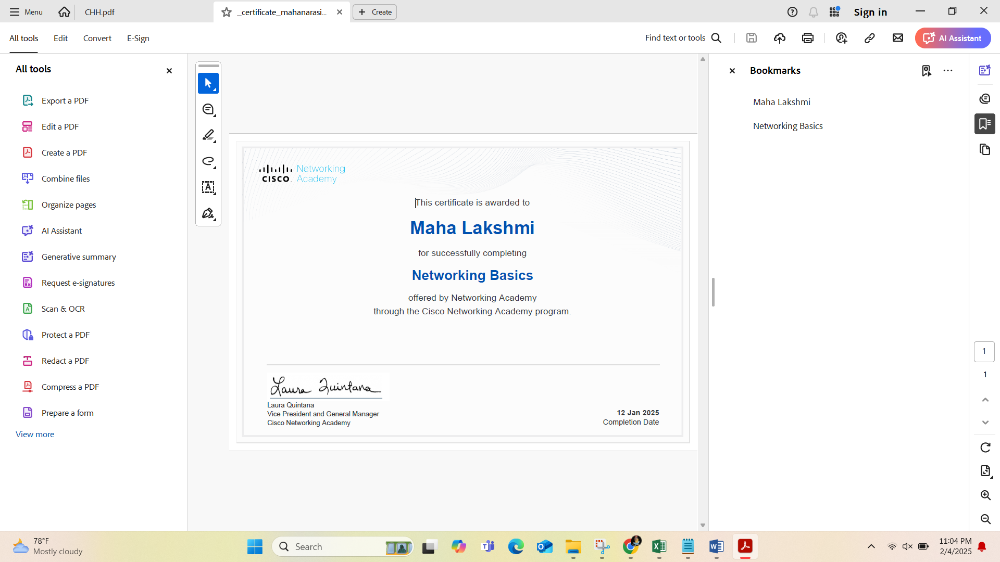 Menu
CHH.pdf
_certificate_mahanarasi...
Create
Sign in
All tools
Edit
Convert
E-Sign
Find text or tools
AI Assistant
All tools
Export a PDF
Edit a PDF
Create a PDF
Combine files
Organize pages
AI Assistant
Generative summary
Request e-signatures
Scan & OCR
Protect a PDF
Redact a PDF
Compress a PDF
Prepare a form
View more
CISCO
Networking
Academy
This certificate is awarded to
Maha Lakshmi
for successfully completing
Networking Basics
offered by Networking Academy
through the Cisco Networking Academy program.
Laura Quintana
Laura Quintana
Vice President and General Manager
Cisco Networking Academy
12 Jan 2025
Completion Date
Bookmarks
Maha Lakshmi
Networking Basics
1
1
78°F
Mostly cloudy
Search
11:04 PM
2/4/2025